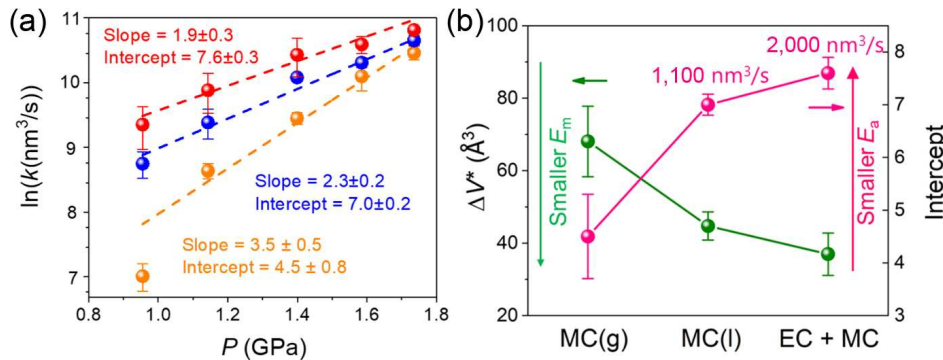 (a)
11
10
9
8
7
ln(k(nm³/s))
Slope = 1.9±0.3
Intercept = 7.6±0.3
Slope = 2.3±0.2
Intercept = 7.0±0.2
Slope = 3.5 ± 0.5
Intercept = 4.5 ± 0.8
0.8 1.0 1.2 1.4 1.6 1.8
P (GPa)
(b)
100
80
60
40
20
ΔV* (Å³)
Smaller Eₘ
1,100 nm³/s
2,000 nm³/s
Smaller Eₐ
8
7
6
5
4
3
Intercept
MC(g) MC(l) EC + MC